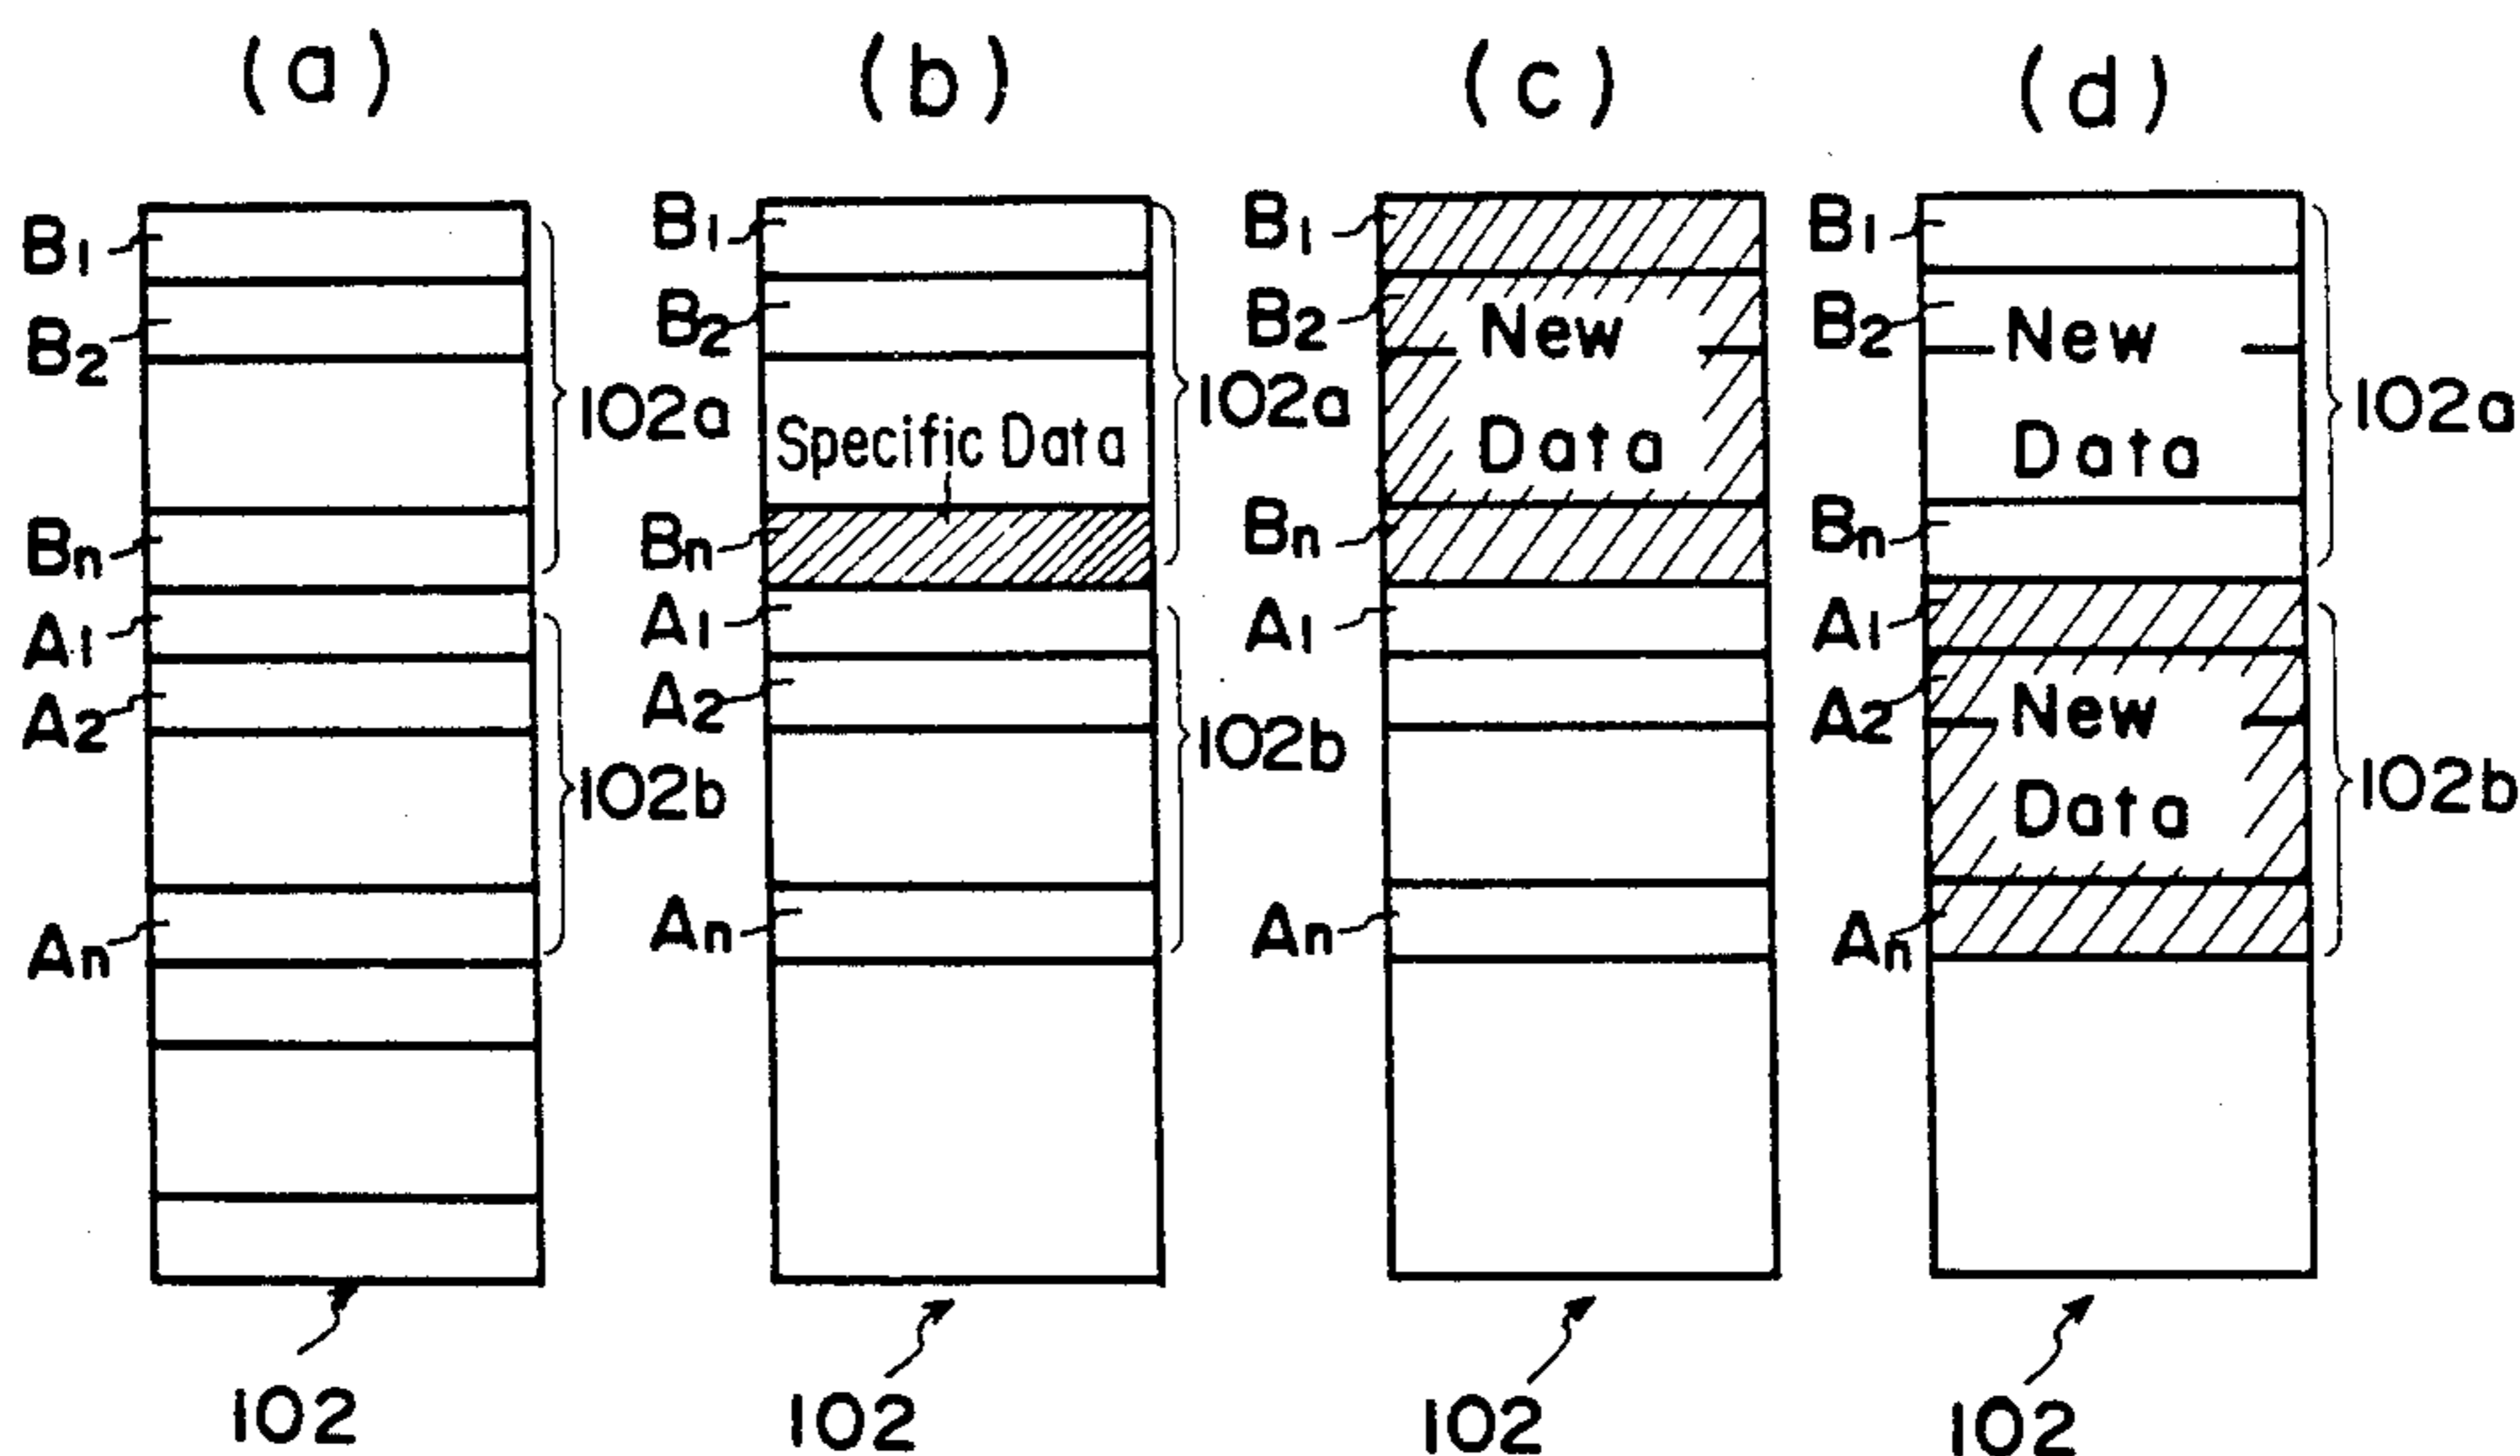 (a) (b) (c) (d)
B1 B1 B1 B1
B2 B2 B2 New B2 New
102a 102a 102a
Specific Data Data Data
Bn Bn Bn Bn
A1 A1 A1 A1
A2 A2 A2 New
102b 102b 102b
Data
An An An An
102 102 102 102